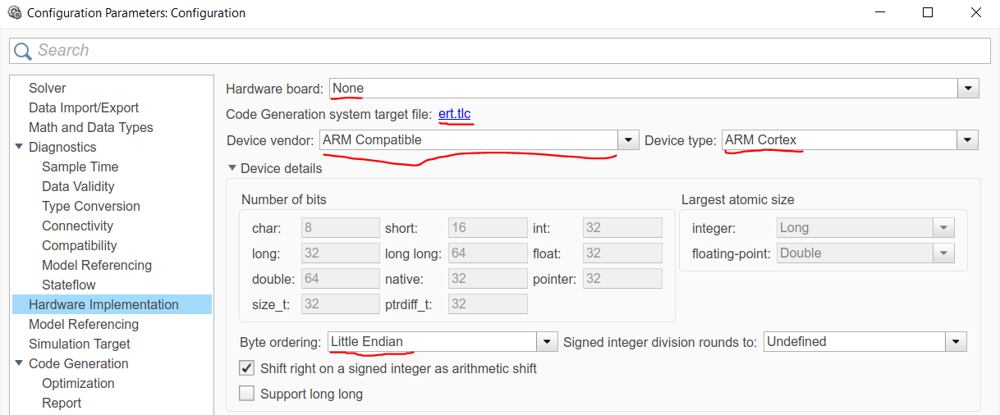 Configuration Parameters: Configuration
Search
Solver
Data Import/Export
Math and Data Types
Diagnostics
Sample Time
Data Validity
Type Conversion
Connectivity
Compatibility
Model Referencing
Stateflow
Hardware Implementation
Model Referencing
Simulation Target
Code Generation
Optimization
Report
Hardware board: None
Code Generation system target file: ert.tlc
Device vendor: ARM Compatible Device type: ARM Cortex
Device details
Number of bits
char: 8 short: 16 int: 32
long: 32 long long: 64 float: 32
double: 64 native: 32 pointer: 32
size_t: 32 ptrdiff_t: 32
Largest atomic size
integer: Long
floating-point: Double
Byte ordering: Little Endian Signed integer division rounds to: Undefined
Shift right on a signed integer as arithmetic shift
Support long long